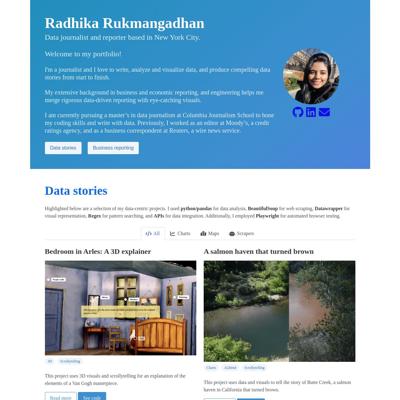 Radhika Rukmangadhan
Data journalist and reporter based in New York City.
Welcome to my portfolio!
I'm a journalist and I love to write, analyze and visualize data, and produce compelling data
stories from start to finish.
My extensive background in business and economic reporting, and engineering helps me
merge rigorous data-driven reporting with eye-catching visuals.
I am currently pursuing a master's in data journalism at Columbia Journalism School to hone
my coding skills and write with data. Previously, I worked as an editor at Moody's, a credit
ratings agency, and as a business correspondent at Reuters, a wire news service.
Data stories Business reporting
Data stories
Highlighted below are a selection of my data-centric projects. I used python/pandas for data analysis, BeautifulSoup for web scraping, Datawrapper for
visual representation, Regex for pattern searching, and APIs for data integration. Additionally, I employed Playwright for automated browser testing.
All Charts Maps Scrapers
Bedroom in Arles: A 3D explainer
A salmon haven that turned brown
3D Scrollytelling
Charts AI2html Scrollytelling
This project uses 3D visuals and scrollytelling for an explanation of the
elements of a Van Gogh masterpiece.
This project uses data and visuals to tell the story of Butte Creek, a salmon
haven in California that turned brown.
Read more See code